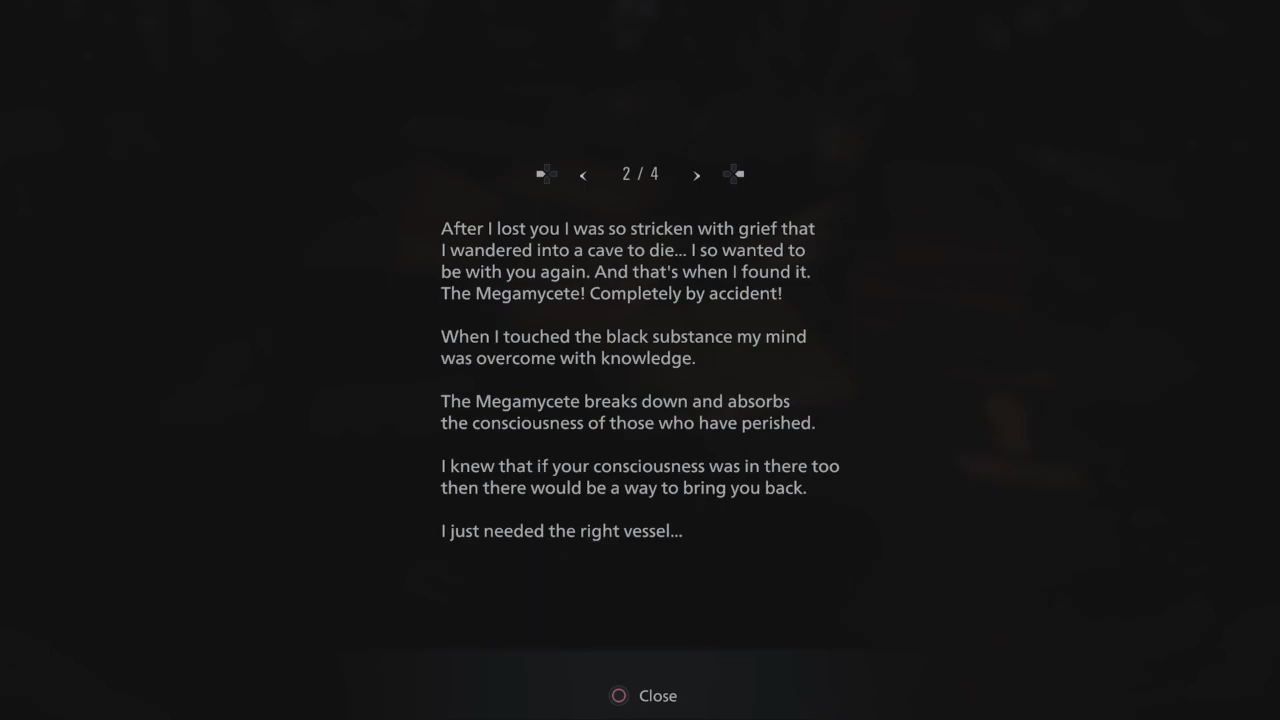 2 / 4
After I lost you I was so stricken with grief that
I wandered into a cave to die... I so wanted to
be with you again. And that's when I found it.
The Megamycete! Completely by accident!
When I touched the black substance my mind
was overcome with knowledge.
The Megamycete breaks down and absorbs
the consciousness of those who have perished.
I knew that if your consciousness was in there too
then there would be a way to bring you back.
I just needed the right vessel...
Close